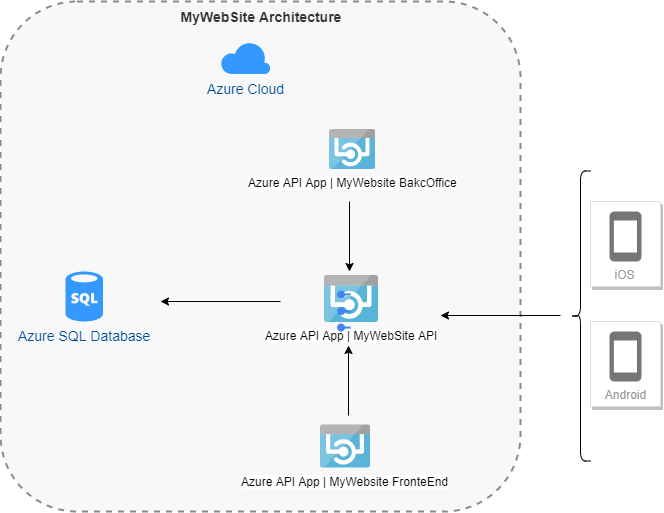 MyWebSite Architecture
Azure Cloud
Azure API App | MyWebsite BakcOffice
iOS
SQL
Azure SQL Database
Azure API App | MyWebSite API
Android
Azure API App | MyWebsite FronteEnd